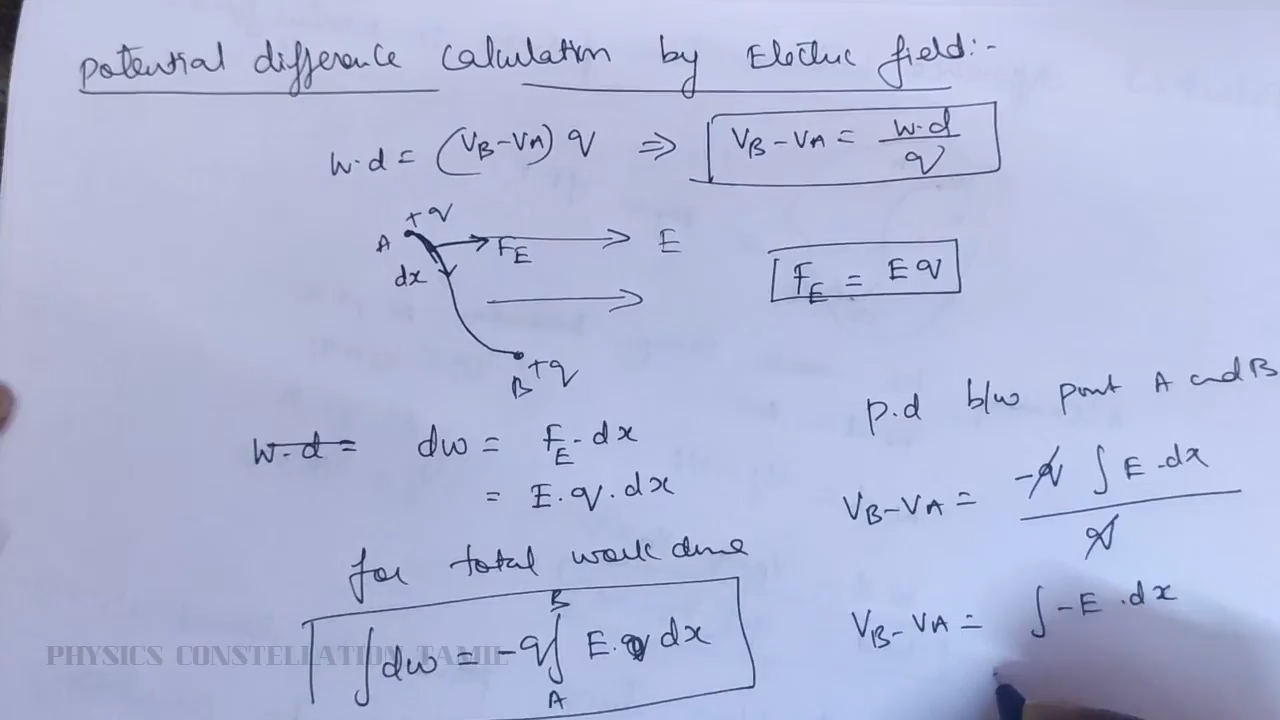 potential difference calculation by Electric field:-
W.d = (VB-VA) q ⇒ VB-VA = W.d / q
+q
A FE E
dx
FE = Eq
B +q
p.d b/w point A and B
W.d = dw = FE.dx
= E.q.dx
VB-VA = -q ∫E.dx / q
for total work done
∫dw = -q ∫ B A E. dx
VB-VA = ∫-E.dx
PHYSICS CONSTELLATION TAMIL